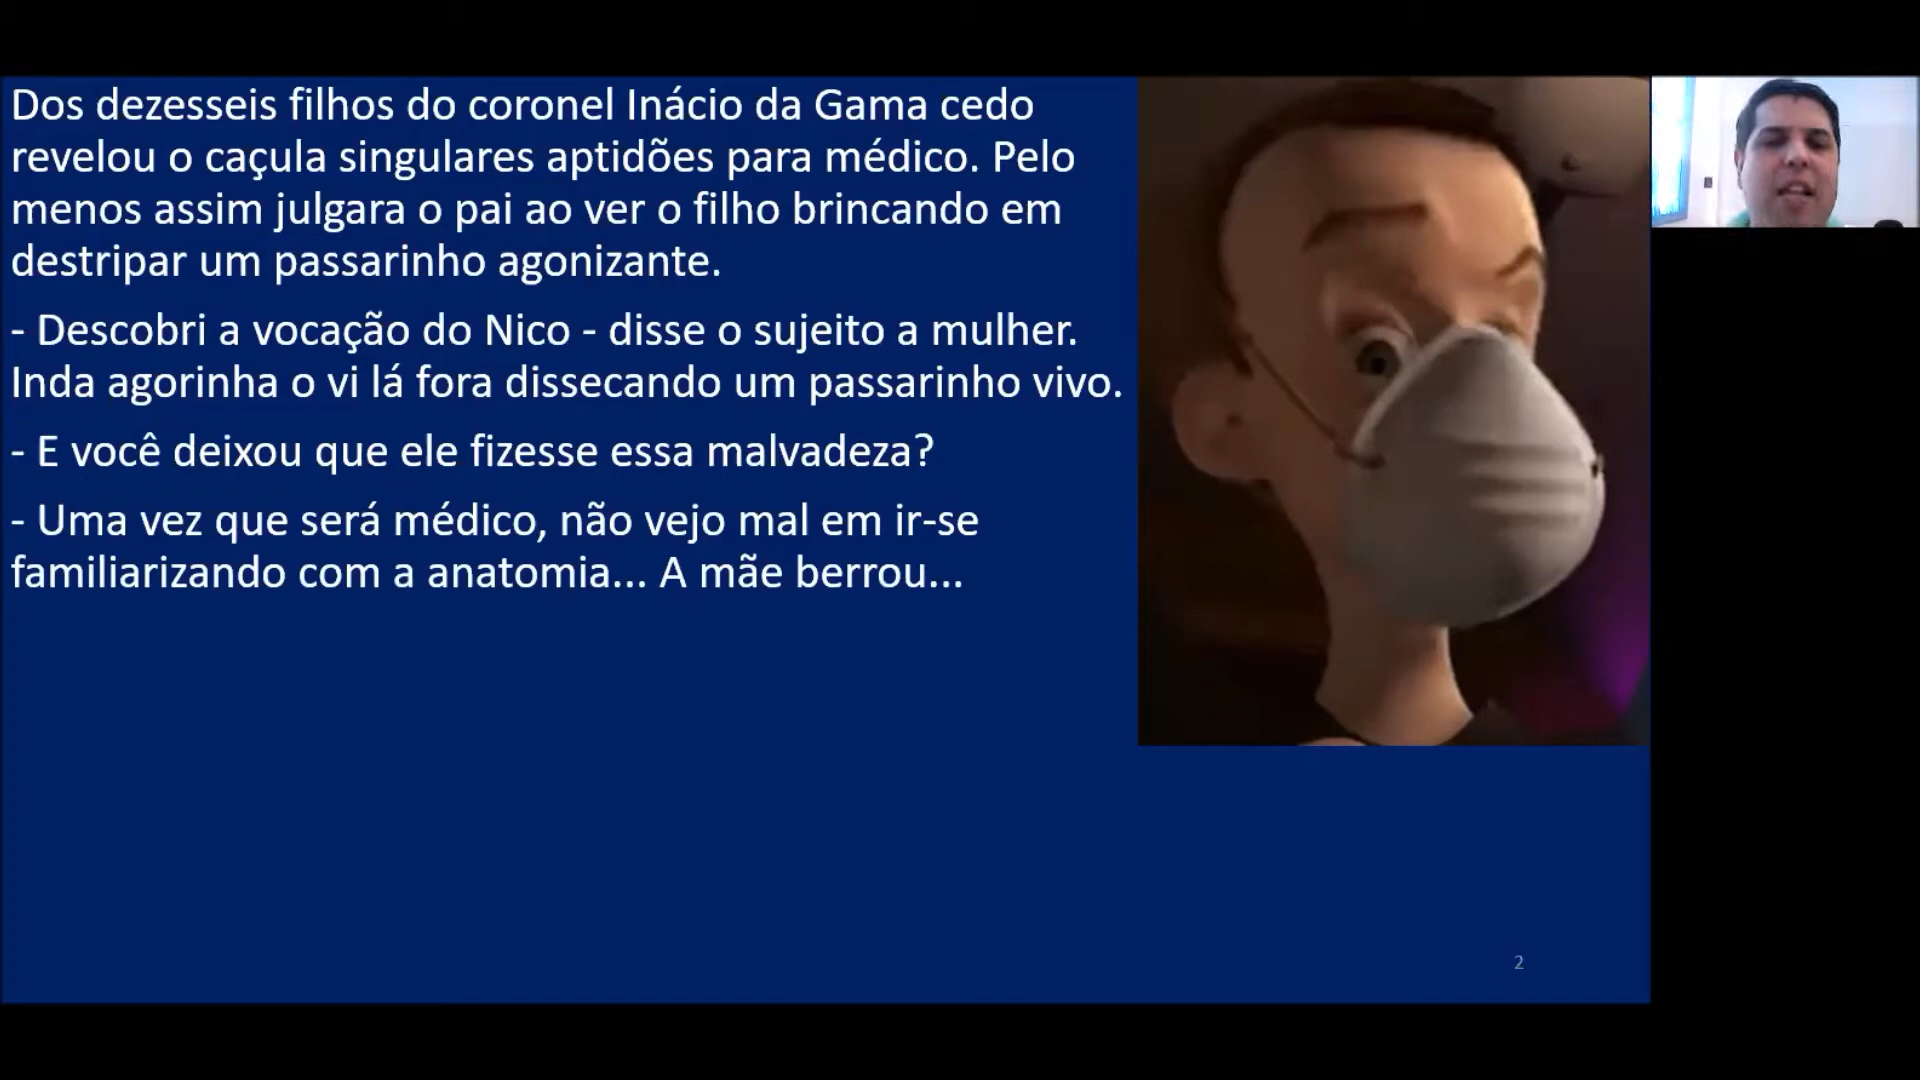 Dos dezesseis filhos do coronel Inácio da Gama cedo
revelou o caçula singulares aptidões para médico. Pelo
menos assim julgara o pai ao ver o filho brincando em
destripar um passarinho agonizante.
- Descobri a vocação do Nico - disse o sujeito a mulher.
Inda agorinha o vi lá fora dissecando um passarinho vivo.
- E você deixou que ele fizesse essa malvadeza?
- Uma vez que será médico, não vejo mal em ir-se
familiarizando com a anatomia... A mãe berrou...
2